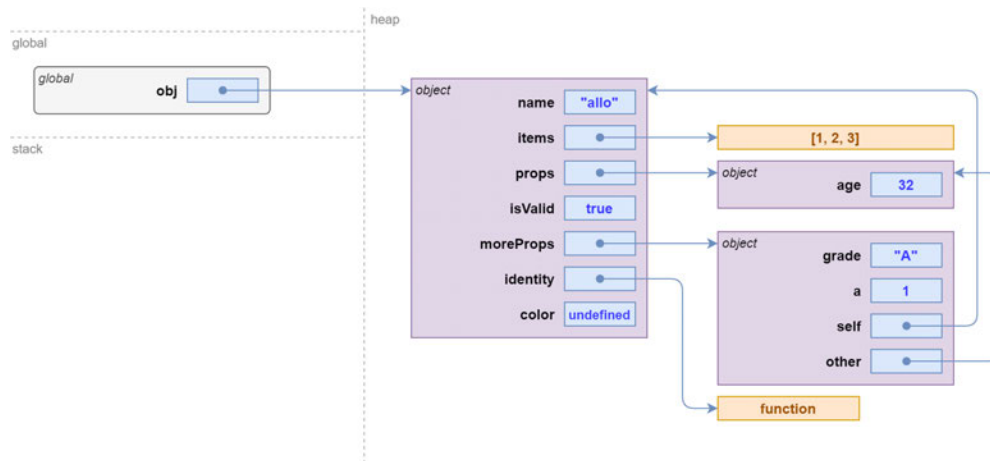 heap
global
global
obj
stack
object
name "allo"
items
props
isValid true
moreProps
identity
color undefined
[1, 2, 3]
object
age 32
object
grade "A"
a 1
self
other
function